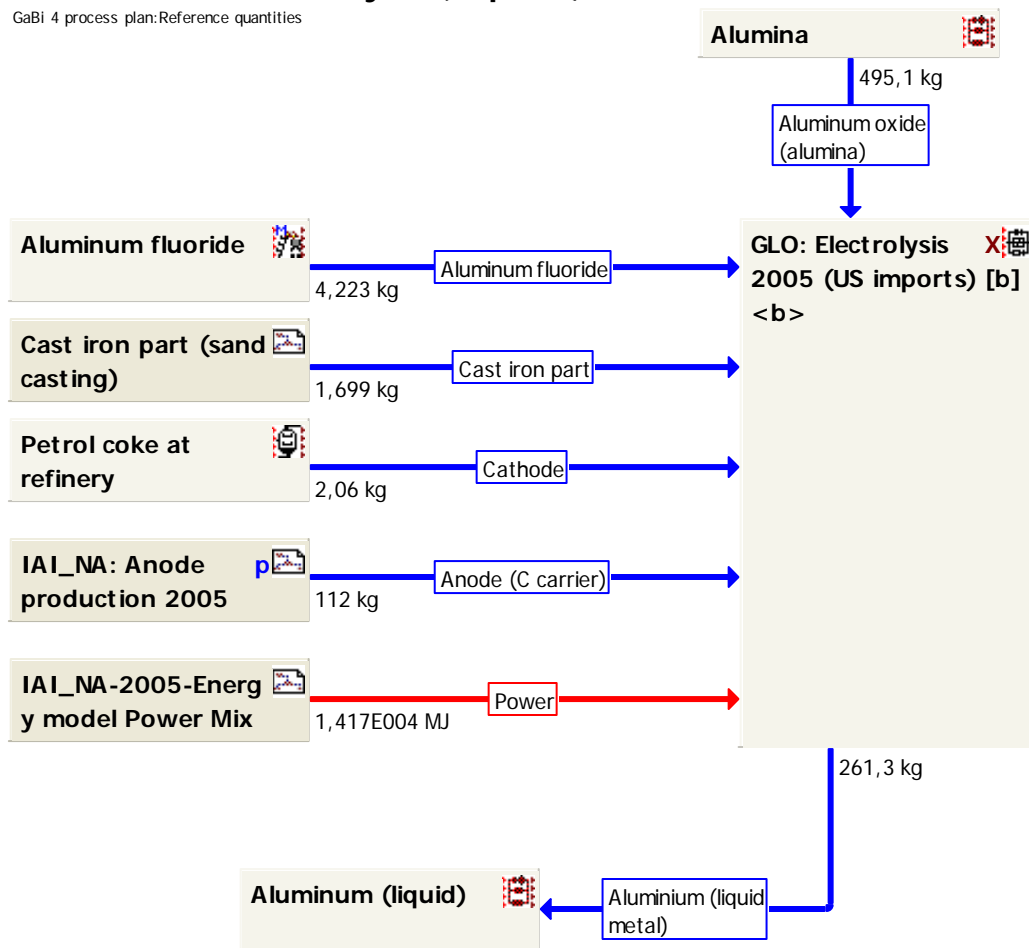 GaBi 4 process plan:Reference quantities
Alumina
495,1 kg
Aluminum oxide
(alumina)
Aluminum fluoride
Aluminum fluoride
4,223 kg
GLO: Electrolysis X
2005 (US imports) [b]
<b>
Cast iron part (sand
casting)
Cast iron part
1,699 kg
Petrol coke at
refinery
Cathode
2,06 kg
IAI_NA: Anode p
production 2005
Anode (C carrier)
112 kg
IAI_NA-2005-Energ
y model Power Mix
Power
1,417E004 MJ
261,3 kg
Aluminum (liquid)
Aluminium (liquid
metal)